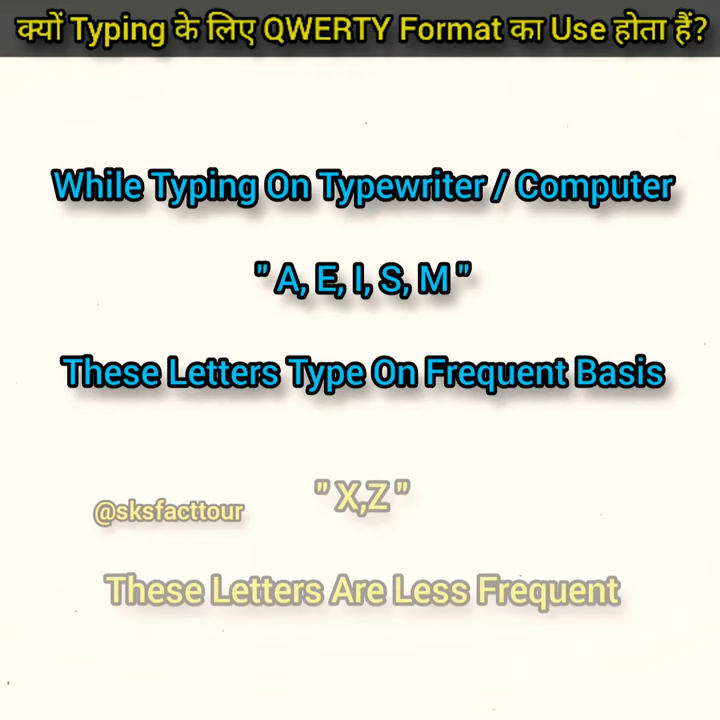 क्यों Typing के लिए QWERTY Format का Use होता हैं?
While Typing On Typewriter / Computer
" A, E, I, S, M "
These Letters Type On Frequent Basis
" X,Z "
@sksfacttour
These Letters Are Less Frequent